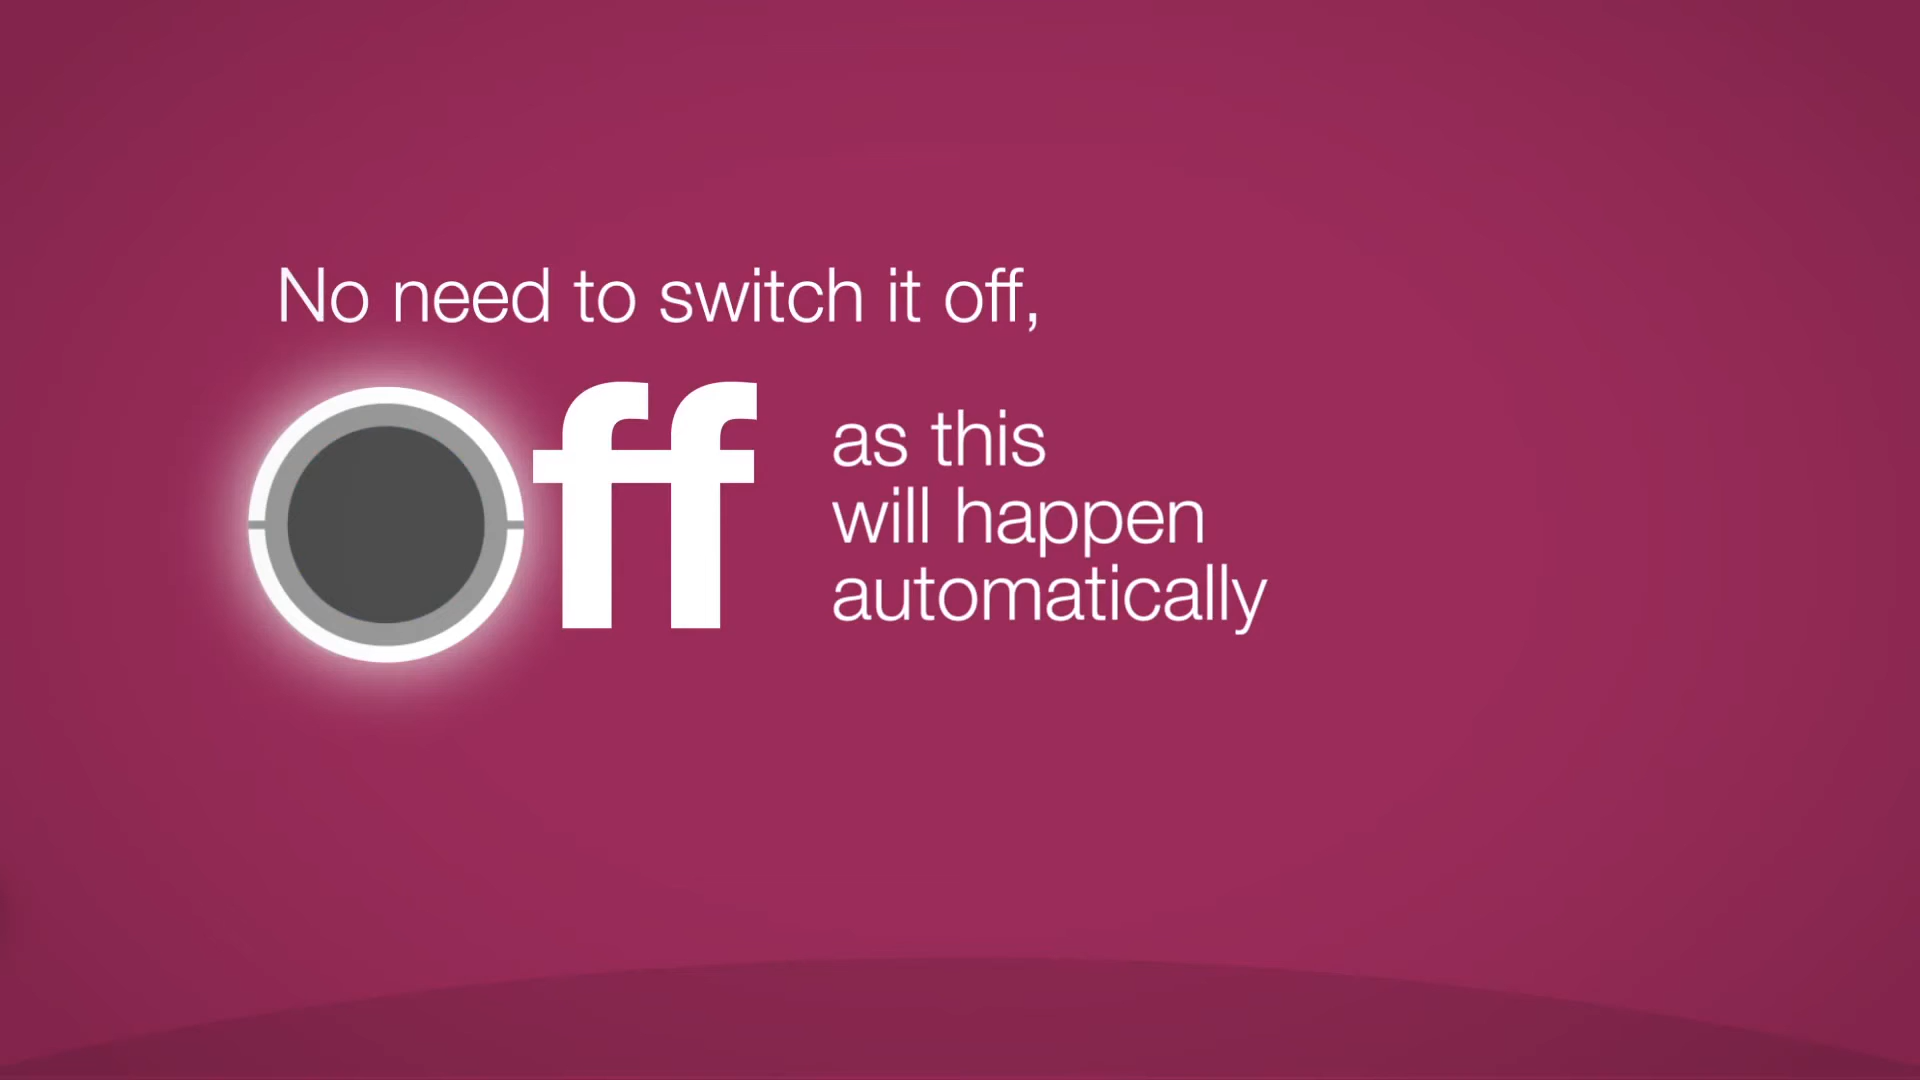 No need to switch it off,
Off
as this
will happen
automatically